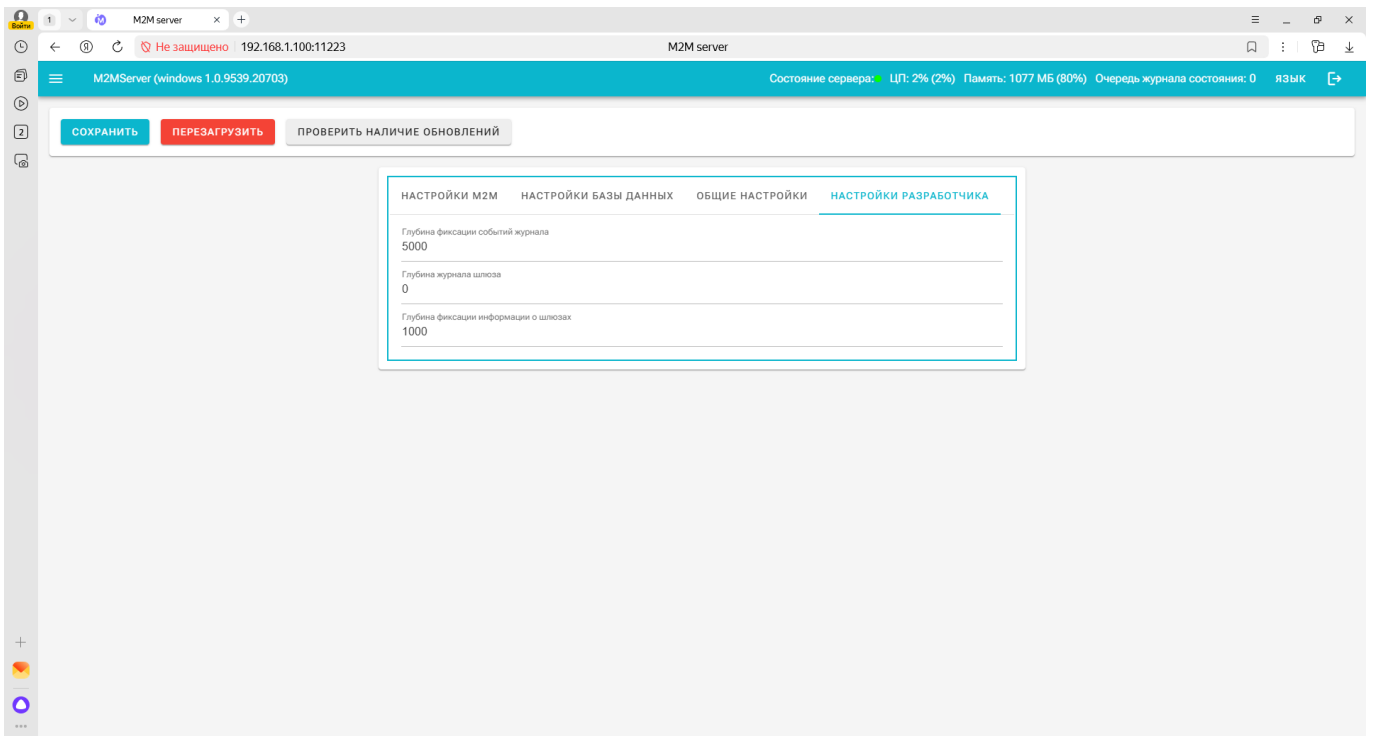 Войти
1
M2M server
Не защищено 192.168.1.100:11223
M2M server
2
M2MServer (windows 1.0.9539.20703)
Состояние сервера: ЦП: 2% (2%) Память: 1077 МБ (80%) Очередь журнала состояния: 0 ЯЗЫК
СОХРАНИТЬ ПЕРЕЗАГРУЗИТЬ ПРОВЕРИТЬ НАЛИЧИЕ ОБНОВЛЕНИЙ
НАСТРОЙКИ M2M НАСТРОЙКИ БАЗЫ ДАННЫХ ОБЩИЕ НАСТРОЙКИ НАСТРОЙКИ РАЗРАБОТЧИКА
Глубина фиксации событий журнала
5000
Глубина журнала шлюза
0
Глубина фиксации информации о шлюзах
1000